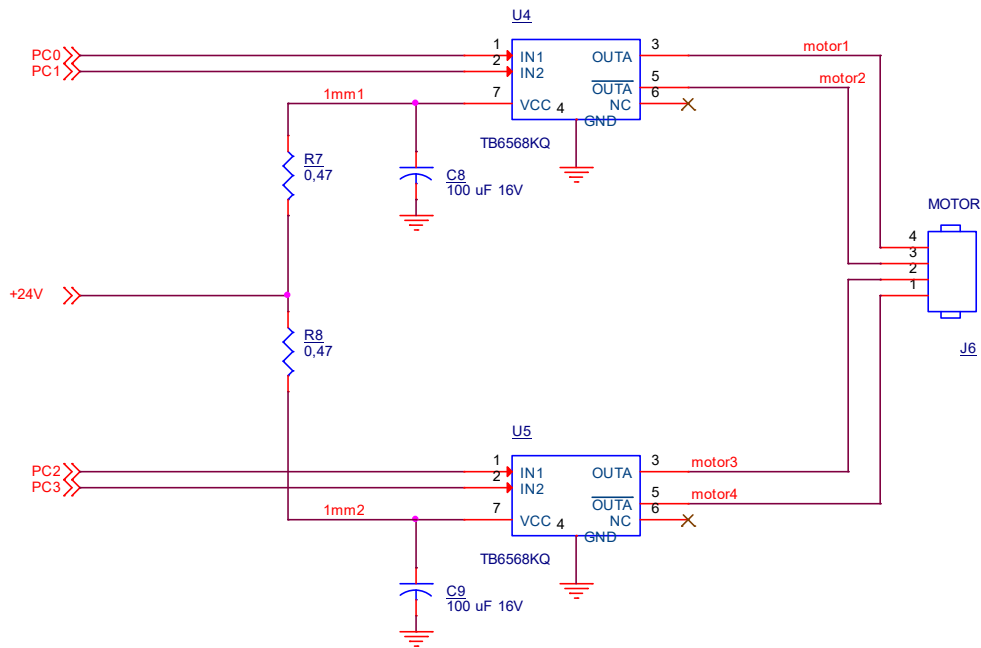 U4
PC0
PC1
1
2
IN1
IN2
OUTA
3
motor1
OUTA
5
motor2
NC
6
1mm1
7
VCC
4
GND
TB6568KQ
R7
0,47
C8
100 uF 16V
MOTOR
4
3
2
1
J6
+24V
R8
0,47
U5
PC2
PC3
1
2
IN1
IN2
OUTA
3
motor3
OUTA
5
motor4
NC
6
1mm2
7
VCC
4
GND
TB6568KQ
C9
100 uF 16V